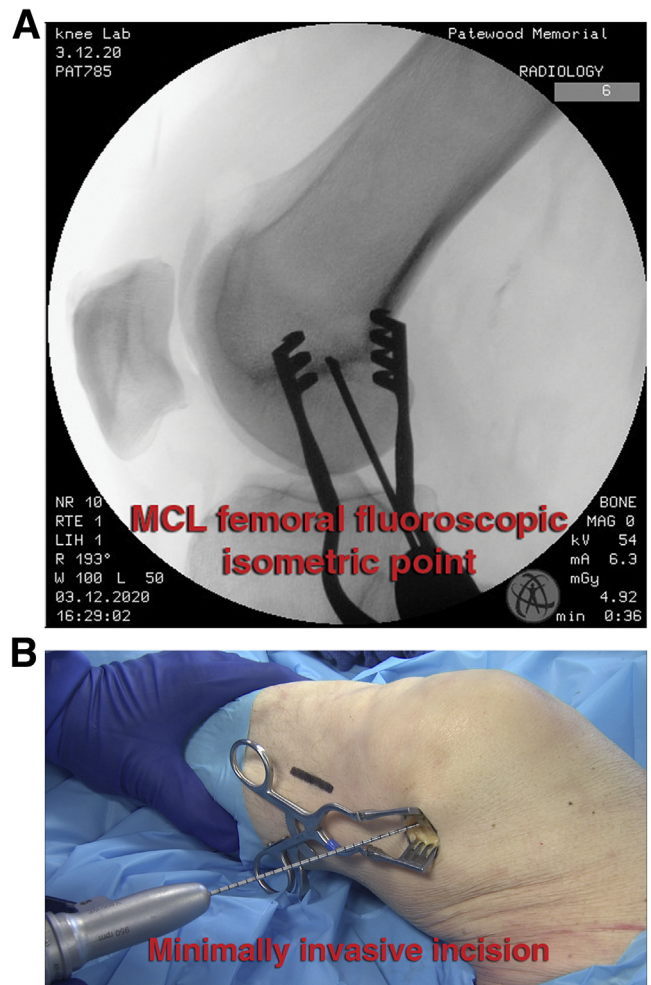 A
knee Lab
3.12.20
PAT785
Patewood Memorial
RADIOLOGY
6
NR 10
RTE 1
LIH 1
R 193°
W 100 L 50
03.12.2020
16:29:02
MCL femoral fluoroscopic
isometric point
BONE
MAG 0
kV 54
mA 6.3
mGy
4.92
min 0:36
B
950 rpm
Minimally invasive incision